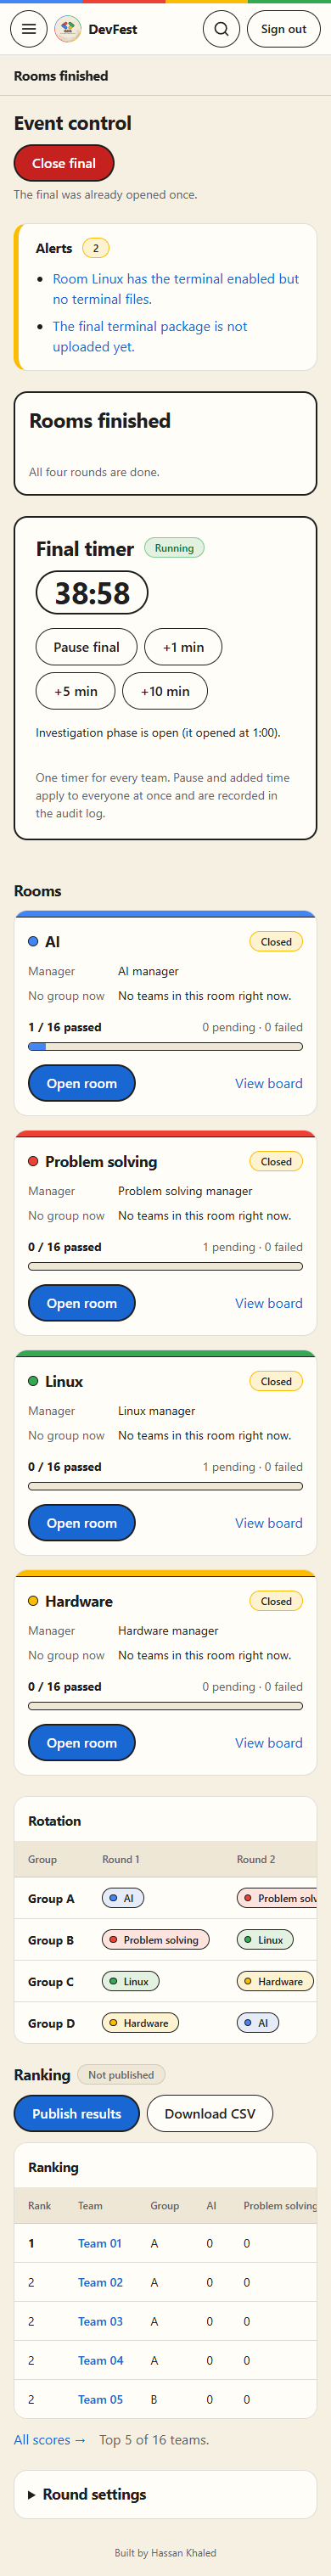 DevFest
Sign out
Rooms finished
Event control
Close final
The final was already opened once.
Alerts 2
Room Linux has the terminal enabled but
no terminal files.
The final terminal package is not
uploaded yet.
Rooms finished
All four rounds are done.
Final timer Running
38:58
Pause final +1 min
+5 min +10 min
Investigation phase is open (it opened at 1:00).
One timer for every team. Pause and added time
apply to everyone at once and are recorded in
the audit log.
Rooms
AI Closed
Manager AI manager
No group now No teams in this room right now.
1 / 16 passed 0 pending · 0 failed
Open room View board
Problem solving Closed
Manager Problem solving manager
No group now No teams in this room right now.
0 / 16 passed 1 pending · 0 failed
Open room View board
Linux Closed
Manager Linux manager
No group now No teams in this room right now.
0 / 16 passed 1 pending · 0 failed
Open room View board
Hardware Closed
Manager Hardware manager
No group now No teams in this room right now.
0 / 16 passed 0 pending · 0 failed
Open room View board
Rotation
Group Round 1 Round 2
Group A AI Problem solv
Group B Problem solving Linux
Group C Linux Hardware
Group D Hardware AI
Ranking Not published
Publish results Download CSV
Ranking
Rank Team Group AI Problem solving
1 Team 01 A 0 0
2 Team 02 A 0 0
2 Team 03 A 0 0
2 Team 04 A 0 0
2 Team 05 B 0 0
All scores → Top 5 of 16 teams.
Round settings
Built by Hassan Khaled